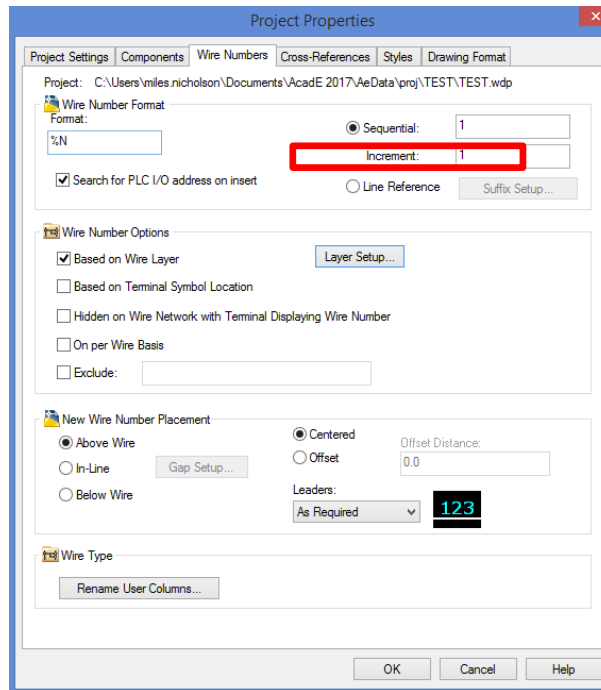 Project Properties
Project Settings Components Wire Numbers Cross-References Styles Drawing Format
Project: C:\Users\miles.nicholson\Documents\AcadE 2017\AeData\proj\TEST\TEST.wdp
Wire Number Format
Format:
%N
Sequential: 1
Increment: 1
Search for PLC I/O address on insert
Line Reference Suffix Setup...
Wire Number Options
Based on Wire Layer Layer Setup...
Based on Terminal Symbol Location
Hidden on Wire Network with Terminal Displaying Wire Number
On per Wire Basis
Exclude:
New Wire Number Placement
Above Wire
In-Line Gap Setup...
Below Wire
Centered
Offset
Offset Distance:
0.0
Leaders:
As Required 123
Wire Type
Rename User Columns...
OK Cancel Help